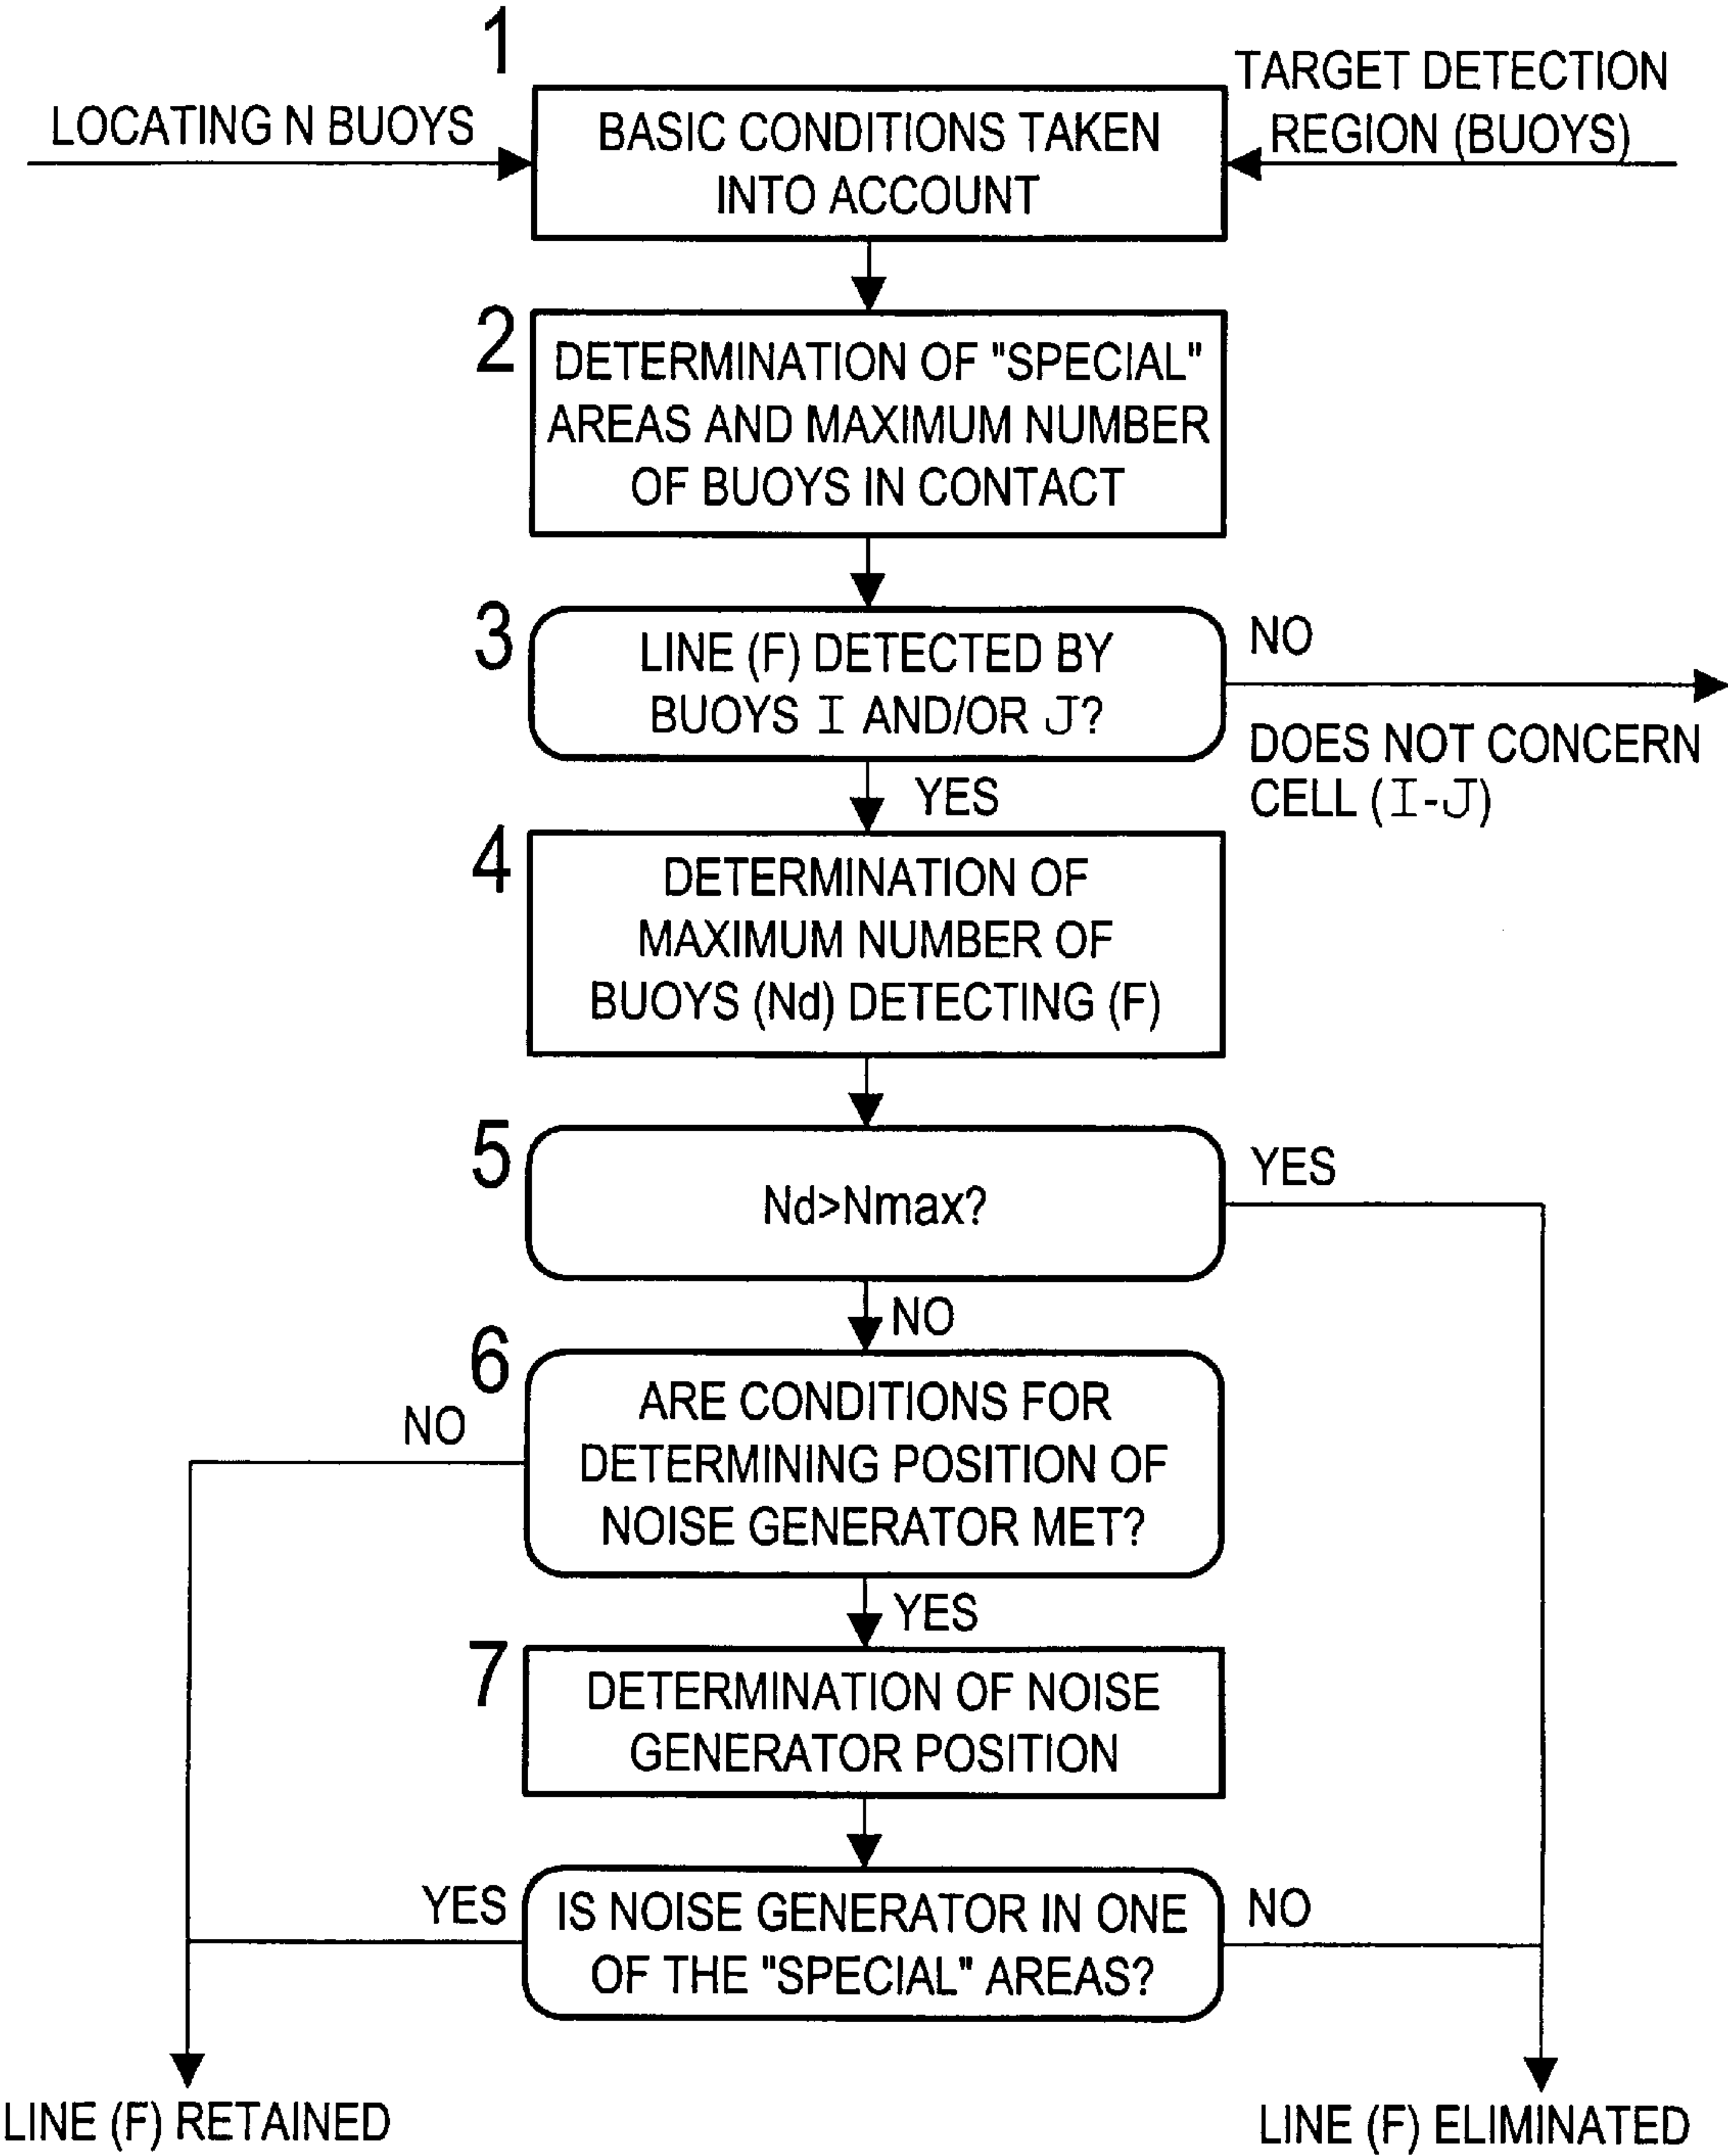 1
LOCATING N BUOYS
BASIC CONDITIONS TAKEN
INTO ACCOUNT
TARGET DETECTION
REGION (BUOYS)
2
DETERMINATION OF "SPECIAL"
AREAS AND MAXIMUM NUMBER
OF BUOYS IN CONTACT
3
LINE (F) DETECTED BY
BUOYS I AND/OR J?
NO
DOES NOT CONCERN
CELL (I-J)
YES
4
DETERMINATION OF
MAXIMUM NUMBER OF
BUOYS (Nd) DETECTING (F)
5
Nd>Nmax?
YES
NO
6
ARE CONDITIONS FOR
DETERMINING POSITION OF
NOISE GENERATOR MET?
NO
YES
7
DETERMINATION OF NOISE
GENERATOR POSITION
YES
IS NOISE GENERATOR IN ONE
OF THE "SPECIAL" AREAS?
NO
LINE (F) RETAINED
LINE (F) ELIMINATED